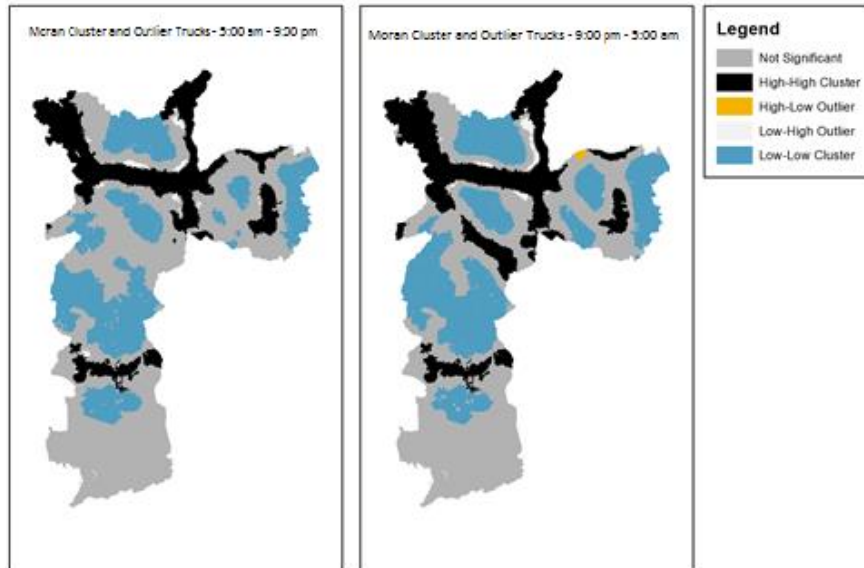 Moran Cluster and Outlier Trucks - 5:00 am - 9:00 pm
Moran Cluster and Outlier Trucks - 9:00 pm - 5:00 am
Legend
Not Significant
High-High Cluster
High-Low Outlier
Low-High Outlier
Low-Low Cluster